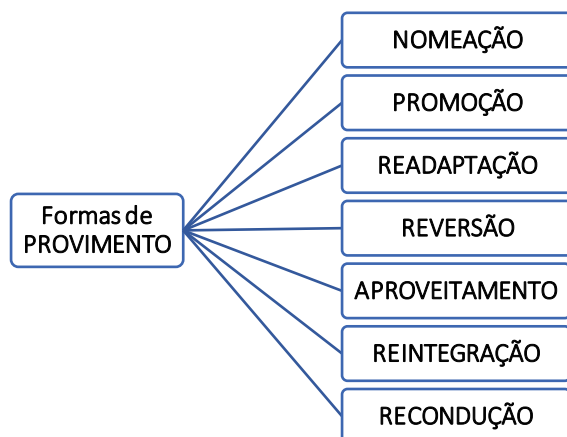 Formas de
PROVIMENTO
NOMEAÇÃO
PROMOÇÃO
READAPTAÇÃO
REVERSÃO
APROVEITAMENTO
REINTEGRAÇÃO
RECONDUÇÃO